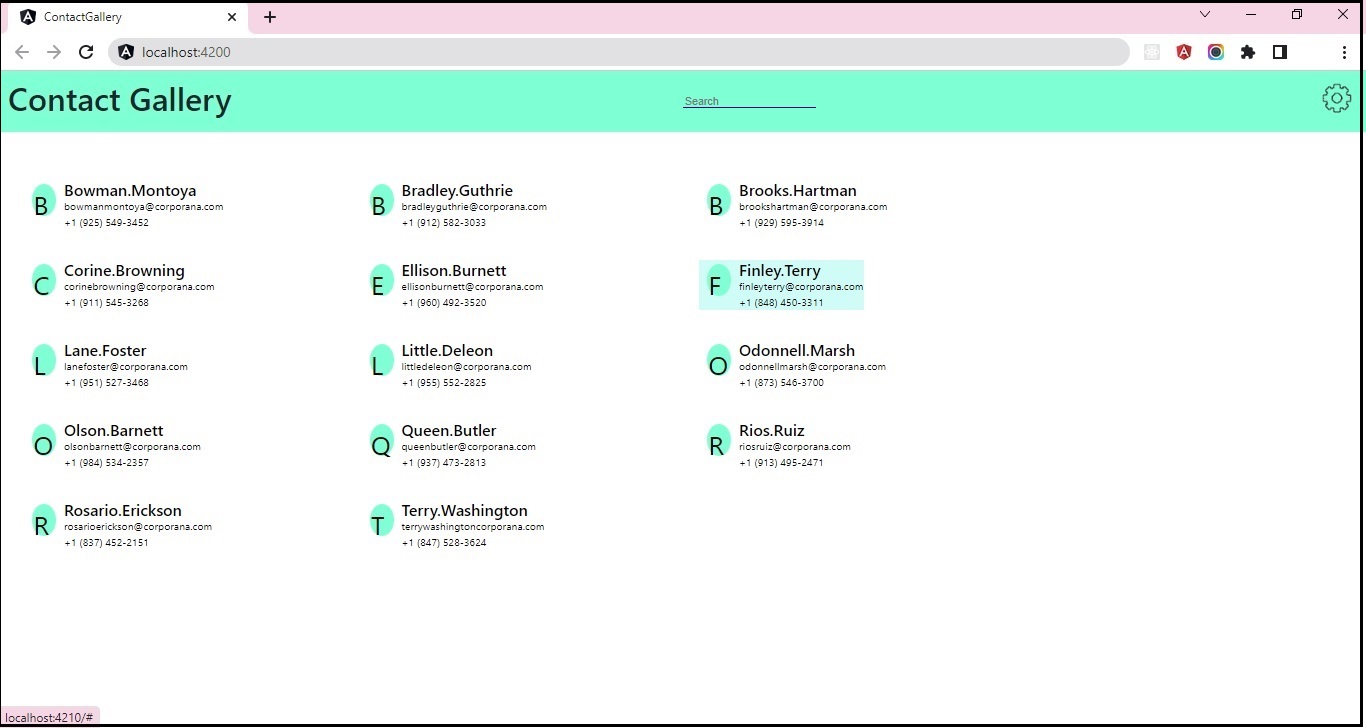 ContactGallery
localhost:4200
Contact Gallery
Search
B
Bowman.Montoya
bowmanmontoya@corporana.com
+1 (925) 549-3452
B
Bradley.Guthrie
bradleyguthrie@corporana.com
+1 (912) 582-3033
B
Brooks.Hartman
brookshartman@corporana.com
+1 (929) 595-3914
C
Corine.Browning
corinebrowning@corporana.com
+1 (911) 545-3268
E
Ellison.Burnett
ellisonburnett@corporana.com
+1 (960) 492-3520
F
Finley.Terry
finleyterry@corporana.com
+1 (848) 450-3311
L
Lane.Foster
lanefoster@corporana.com
+1 (951) 527-3468
L
Little.Deleon
littledeleon@corporana.com
+1 (955) 552-2825
O
Odonnell.Marsh
odonnellmarsh@corporana.com
+1 (873) 546-3700
O
Olson.Barnett
olsonbarnett@corporana.com
+1 (984) 534-2357
Q
Queen.Butler
queenbutler@corporana.com
+1 (937) 473-2813
R
Rios.Ruiz
riosruiz@corporana.com
+1 (913) 495-2471
R
Rosario.Erickson
rosarioerickson@corporana.com
+1 (837) 452-2151
T
Terry.Washington
terrywashingtoncorporana.com
+1 (847) 528-3624
localhost:4210/#